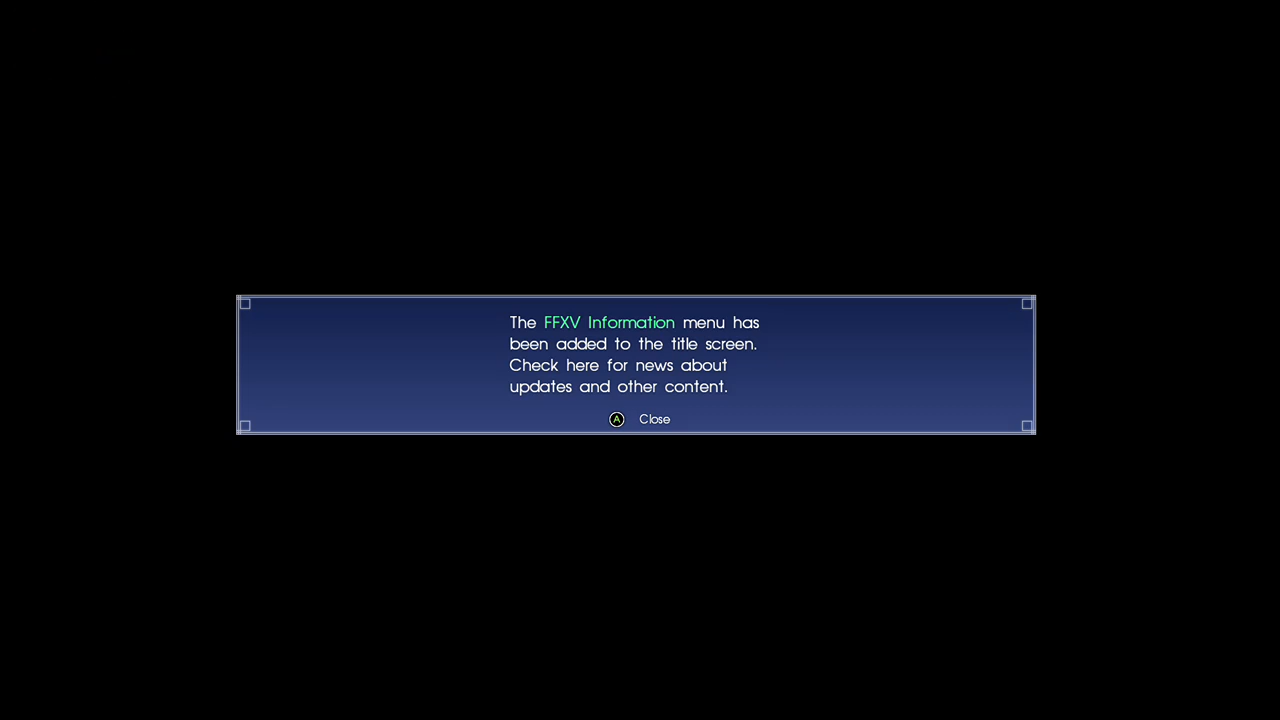 The FFXV Information menu has
been added to the title screen.
Check here for news about
updates and other content.
A Close